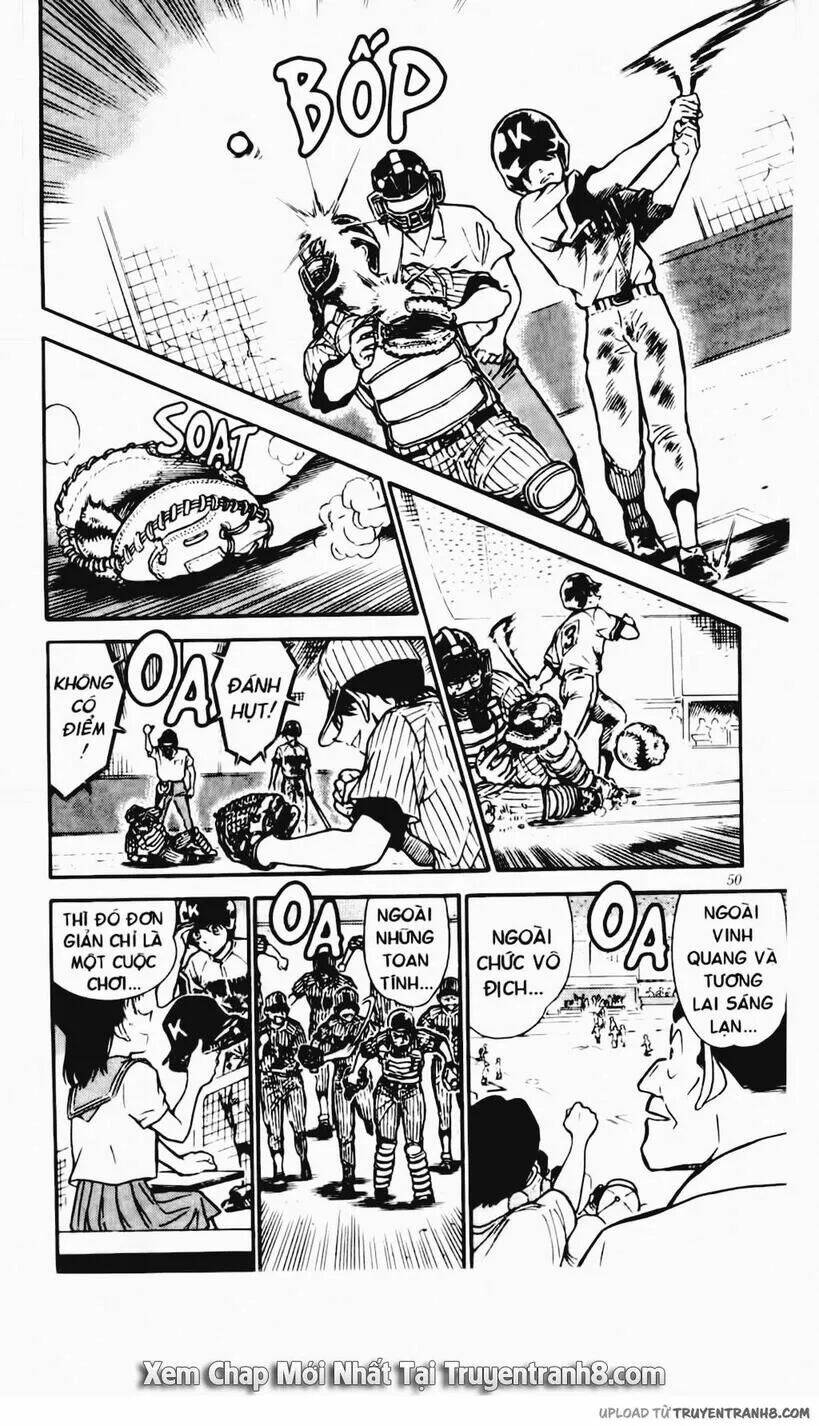 BỐP
K
SOẠT
3
ĐÁNH
HỤT!
OA
KHÔNG
CÓ
ĐIỂM
!
50
NGOÀI
VINH
QUANG VÀ
TƯƠNG
LAI SÁNG
LẠN...
OA
NGOÀI
CHỨC VÔ
ĐỊCH...
NGOÀI
NHỮNG
TOAN
TÍNH...
OA
THÌ ĐÓ ĐƠN
GIẢN CHỈ LÀ
MỘT CUỘC
CHƠI...
K
K
Xem Chap Mới Nhất Tại Truyentranh8.com
UPLOAD TỪ TRUYENTRANH8.COM